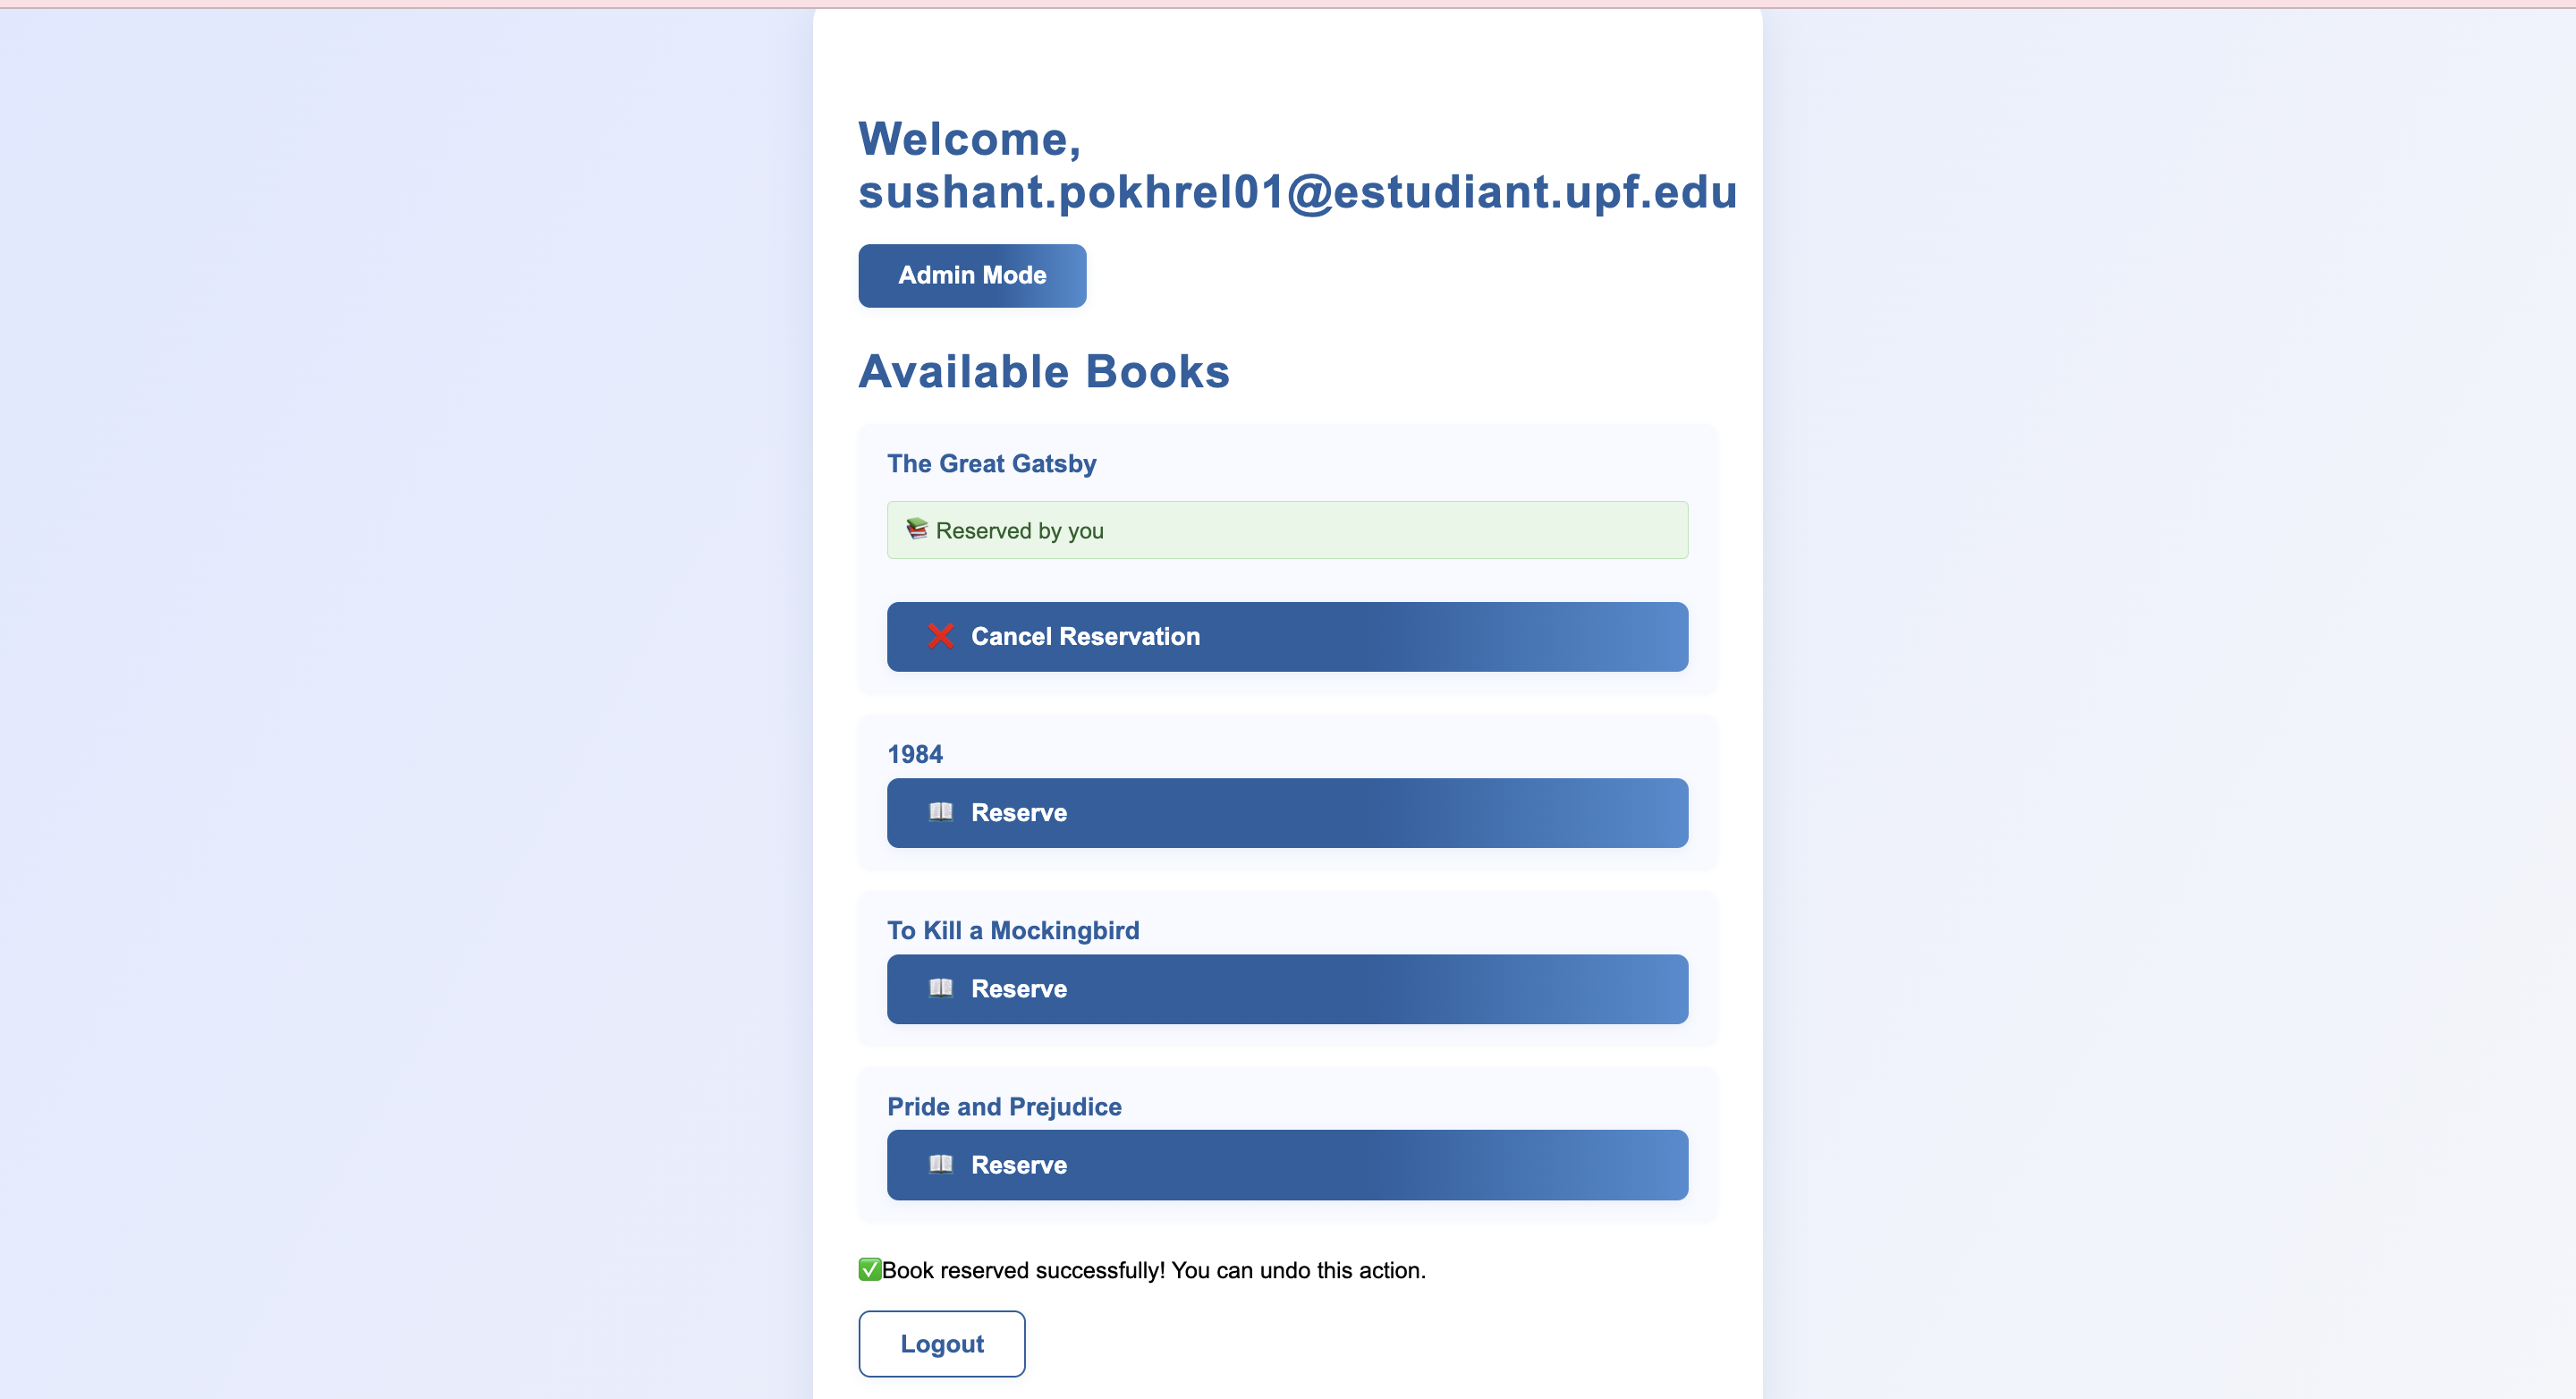 Welcome,
sushant.pokhrel01@estudiant.upf.edu
Admin Mode
Available Books
The Great Gatsby
📚 Reserved by you
❌ Cancel Reservation
1984
📖 Reserve
To Kill a Mockingbird
📖 Reserve
Pride and Prejudice
📖 Reserve
✅Book reserved successfully! You can undo this action.
Logout